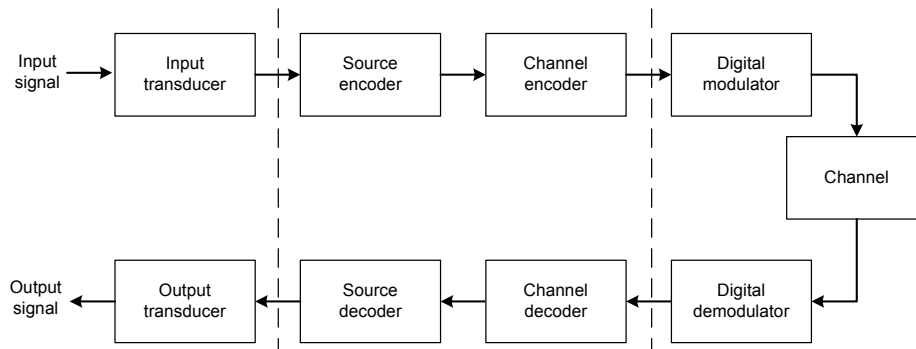 Input
signal
Input
transducer
Source
encoder
Channel
encoder
Digital
modulator
Channel
Output
signal
Output
transducer
Source
decoder
Channel
decoder
Digital
demodulator